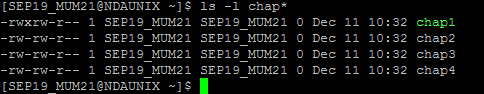 [SEP19_MUM21@NDAUNIX ~]$ ls -l chap*
-rwxrw-r-- 1 SEP19_MUM21 SEP19_MUM21 0 Dec 11 10:32 chap1
-rw-rw-r-- 1 SEP19_MUM21 SEP19_MUM21 0 Dec 11 10:32 chap2
-rw-rw-r-- 1 SEP19_MUM21 SEP19_MUM21 0 Dec 11 10:32 chap3
-rw-rw-r-- 1 SEP19_MUM21 SEP19_MUM21 0 Dec 11 10:32 chap4
[SEP19_MUM21@NDAUNIX ~]$